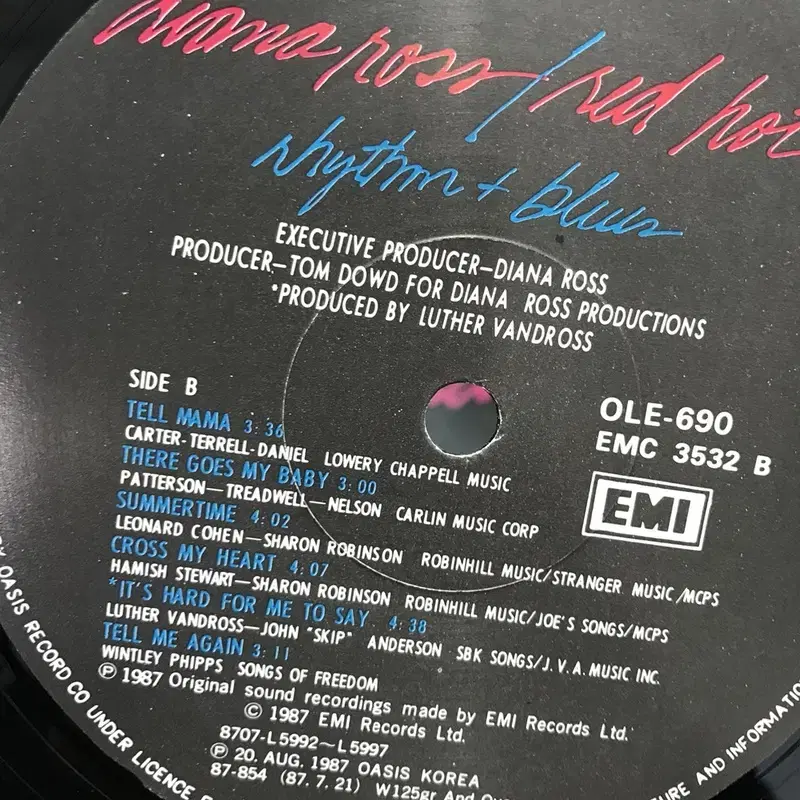 diana ross/red hot
rhythm + blues
EXECUTIVE PRODUCER—DIANA ROSS
PRODUCER—TOM DOWD FOR DIANA ROSS PRODUCTIONS
*PRODUCED BY LUTHER VANDROSS
SIDE B
OLE-690
EMC 3532 B
EMI
TELL MAMA 3:36
CARTER-TERRELL-DANIEL LOWERY CHAPPELL MUSIC
THERE GOES MY BABY 3:00
PATTERSON—TREADWELL—NELSON CARLIN MUSIC CORP
SUMMERTIME 4:02
LEONARD COHEN—SHARON ROBINSON ROBINHILL MUSIC/STRANGER MUSIC/MCPS
CROSS MY HEART 4:07
HAMISH STEWART—SHARON ROBINSON ROBINHILL MUSIC/JOE'S SONGS/MCPS
*IT'S HARD FOR ME TO SAY 4:38
LUTHER VANDROSS—JOHN "SKIP" ANDERSON SBK SONGS/J.V.A.MUSIC INC.
TELL ME AGAIN 3:11
WINTLEY PHIPPS SONGS OF FREEDOM
℗ 1987 Original sound recordings made by EMI Records Ltd.
© 1987 EMI Records Ltd.
8707-L5992~L5997
℗ 20. AUG. 1987 OASIS KOREA
87-854 (87.7.21) W125gr And
OASIS RECORD CO UNDER LICENCE
AND INFORMATIO